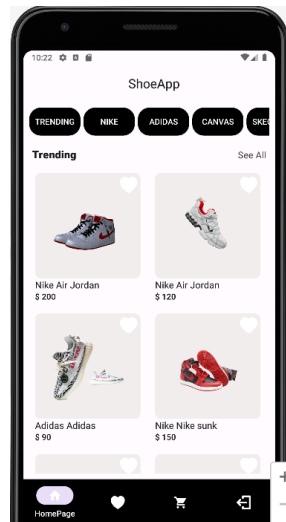 10:22
ShoeApp
TRENDING NIKE ADIDAS CANVAS SKEC
Trending See All
Nike Air Jordan Nike Air Jordan
$ 200 $ 120
Adidas Adidas Nike Nike sunk
$ 90 $ 150
HomePage